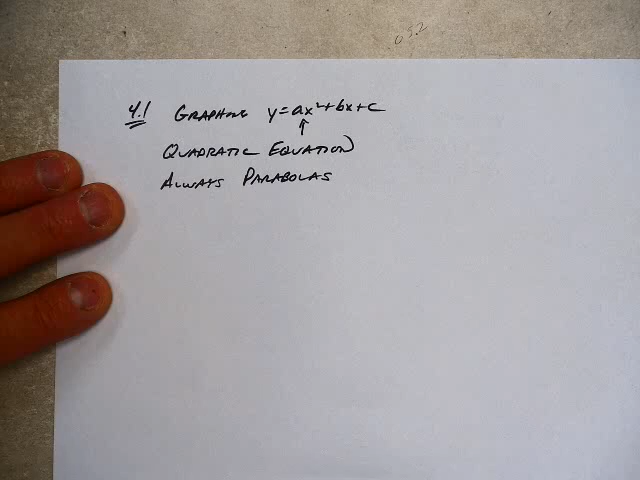 4.1 GRAPHING y=ax²+bx+c
QUADRATIC EQUATION
ALWAYS PARABOLAS